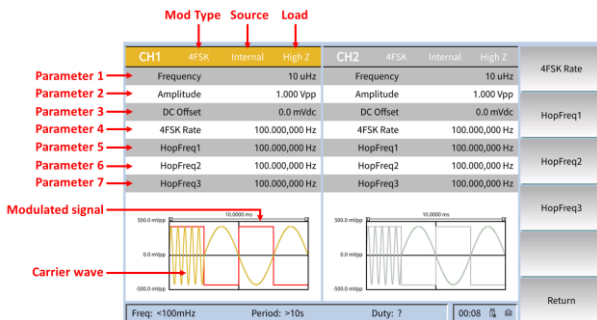 Mod Type Source Load
CH1 4FSK Internal High Z CH2 4FSK Internal High Z 4FSK Rate
Parameter 1 Frequency 10 uHz Frequency 10 uHz
Parameter 2 Amplitude 1.000 Vpp Amplitude 1.000 Vpp
Parameter 3 DC Offset 0.0 mVdc DC Offset 0.0 mVdc HopFreq1
Parameter 4 4FSK Rate 100.000,000 Hz 4FSK Rate 100.000,000 Hz
Parameter 5 HopFreq1 100.000,000 Hz HopFreq1 100.000,000 Hz
Parameter 6 HopFreq2 100.000,000 Hz HopFreq2 100.000,000 Hz HopFreq2
Parameter 7 HopFreq3 100.000,000 Hz HopFreq3 100.000,000 Hz
Modulated signal HopFreq3
10.0000 ms 10.0000 ms
500.0 mVpp 500.0 mVpp
0.0 mVpp 0.0 mVpp
Carrier wave
-500.0 mVpp -500.0 mVpp
Return
Freq: <100mHz Period: >10s Duty: ? 00:08